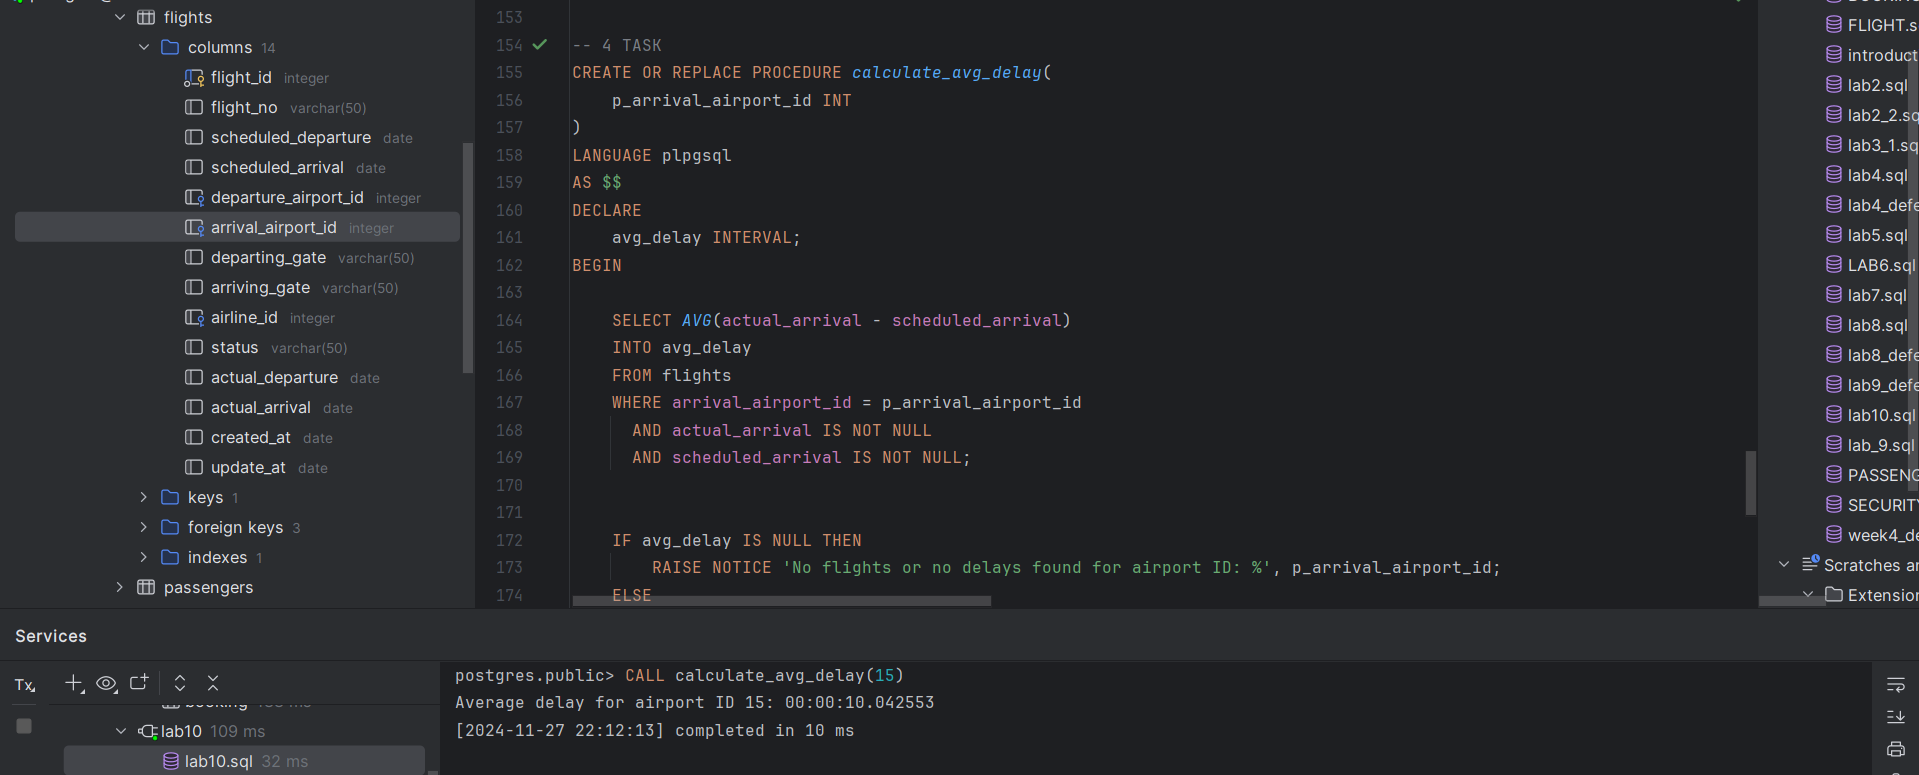 flights
columns 14
flight_id integer
flight_no varchar(50)
scheduled_departure date
scheduled_arrival date
departure_airport_id integer
arrival_airport_id integer
departing_gate varchar(50)
arriving_gate varchar(50)
airline_id integer
status varchar(50)
actual_departure date
actual_arrival date
created_at date
update_at date
keys 1
foreign keys 3
indexes 1
passengers
153
154 -- 4 TASK
155 CREATE OR REPLACE PROCEDURE calculate_avg_delay(
156 p_arrival_airport_id INT
157 )
158 LANGUAGE plpgsql
159 AS $$
160 DECLARE
161 avg_delay INTERVAL;
162 BEGIN
163
164 SELECT AVG(actual_arrival - scheduled_arrival)
165 INTO avg_delay
166 FROM flights
167 WHERE arrival_airport_id = p_arrival_airport_id
168 AND actual_arrival IS NOT NULL
169 AND scheduled_arrival IS NOT NULL;
170
171
172 IF avg_delay IS NULL THEN
173 RAISE NOTICE 'No flights or no delays found for airport ID: %', p_arrival_airport_id;
174 ELSE
FLIGHT.s
introduct
lab2.sql
lab2_2.sq
lab3_1.sq
lab4.sql
lab4_defe
lab5.sql
LAB6.sql
lab7.sql
lab8.sql
lab8_defe
lab9_defe
lab10.sql
lab_9.sql
PASSENG
SECURITY
week4_de
Scratches ar
Extension
Services
Tx
lab10 109 ms
lab10.sql 32 ms
postgres.public> CALL calculate_avg_delay(15)
Average delay for airport ID 15: 00:00:10.042553
[2024-11-27 22:12:13] completed in 10 ms